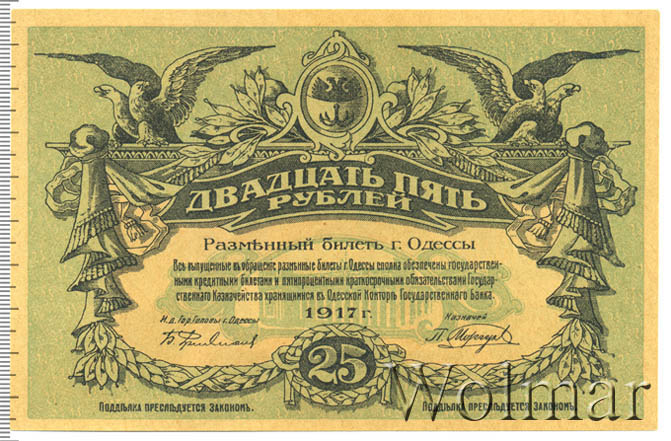 ДВАДЦАТЬ ПЯТЬ
РУБЛЕЙ
Размѣнный билетъ г. Одессы
Всѣ выпущенные въ обращеніе размѣнные билеты г. Одессы сполна обезпечены государствен-
ными кредитными билетами и пятипроцентными краткосрочными обязательствами Государ-
ственнаго Казначейства хранящимися въ Одесской Конторѣ Государственнаго Банка.
1917 г.
И. д. Гор. Головы г. Одессы
Казначей
25
Поддѣлка преслѣдуется закономъ.
Поддѣлка преслѣдуется закономъ.
Wolmar